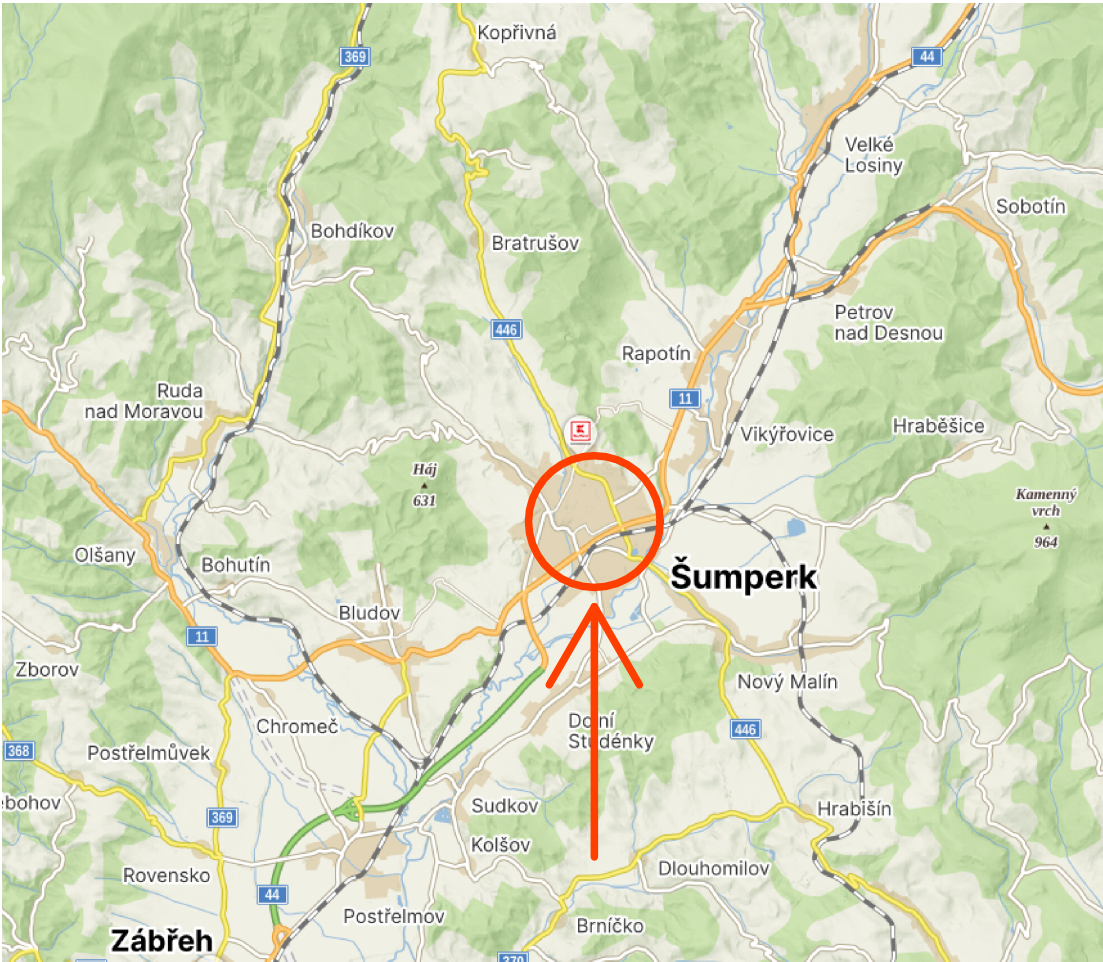 Kopřivná
369
44
Velké
Losiny
Sobotín
Bohdíkov
Bratrušov
446
Petrov
nad Desnou
Rapotín
Ruda
nad Moravou
11
Vikýřovice
Hraběšice
Háj
631
Kamenný
vrch
964
Olšany
Bohutín
Šumperk
Bludov
11
Zborov
Nový Malín
Chromeč
Dolní
Studénky
446
368
Postřelmůvek
ebohov
Sudkov
Hrabišín
369
Kolšov
Rovensko
Dlouhomilov
44
Postřelmov
Brníčko
Zábřeh
370